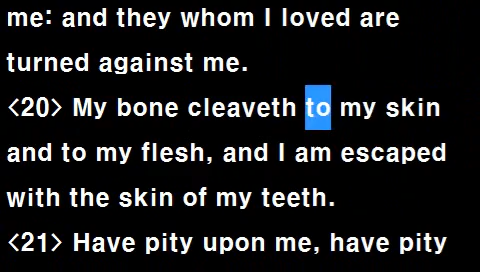 me: and they whom I loved are
turned against me.
<20> My bone cleaveth to my skin
and to my flesh, and I am escaped
with the skin of my teeth.
<21> Have pity upon me, have pity